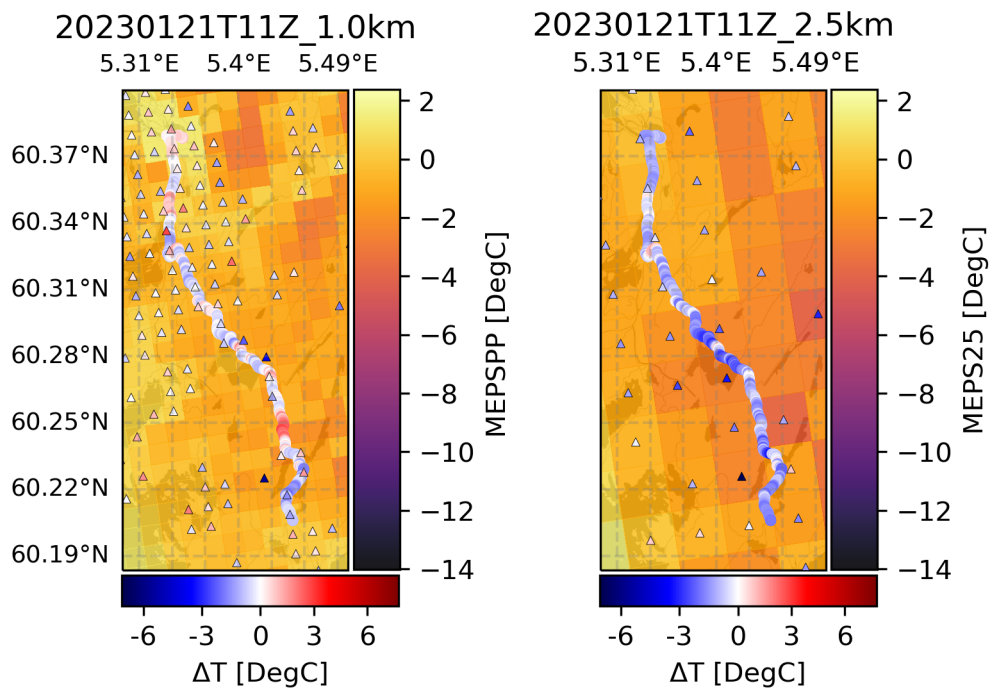 20230121T11Z_1.0km
5.31°E 5.4°E 5.49°E
60.37°N
60.34°N
60.31°N
60.28°N
60.25°N
60.22°N
60.19°N
2
0
−2
−4
−6
−8
−10
−12
−14
MEPSPP [DegC]
-6 -3 0 3 6
ΔT [DegC]
20230121T11Z_2.5km
5.31°E 5.4°E 5.49°E
2
0
−2
−4
−6
−8
−10
−12
−14
MEPS25 [DegC]
-6 -3 0 3 6
ΔT [DegC]